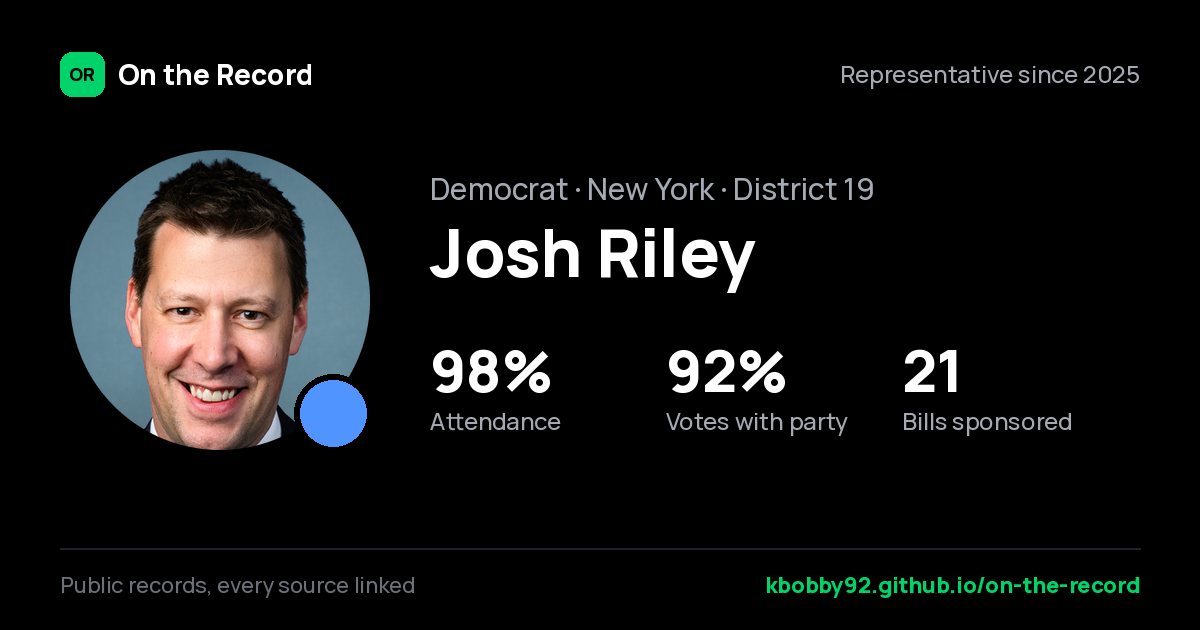 OR On the Record
Representative since 2025
Democrat · New York · District 19
Josh Riley
98% 92% 21
Attendance Votes with party Bills sponsored
Public records, every source linked
kbobby92.github.io/on-the-record